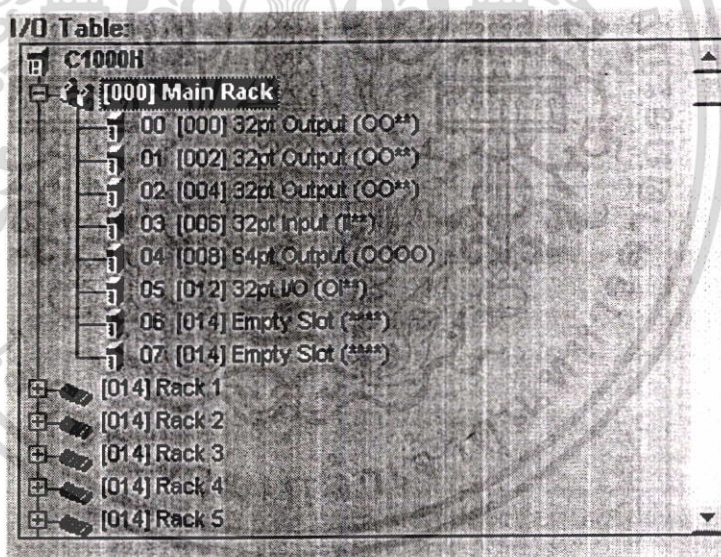 I/O Table:
C1000H
[000] Main Rack
00 [000] 32pt Output (OO**)
01 [002] 32pt Output (OO**)
02 [004] 32pt Output (OO**)
03 [006] 32pt Input (II**)
04 [008] 64pt Output (OOOO)
05 [012] 32pt I/O (OI**)
06 [014] Empty Slot (****)
07 [014] Empty Slot (****)
[014] Rack 1
[014] Rack 2
[014] Rack 3
[014] Rack 4
[014] Rack 5